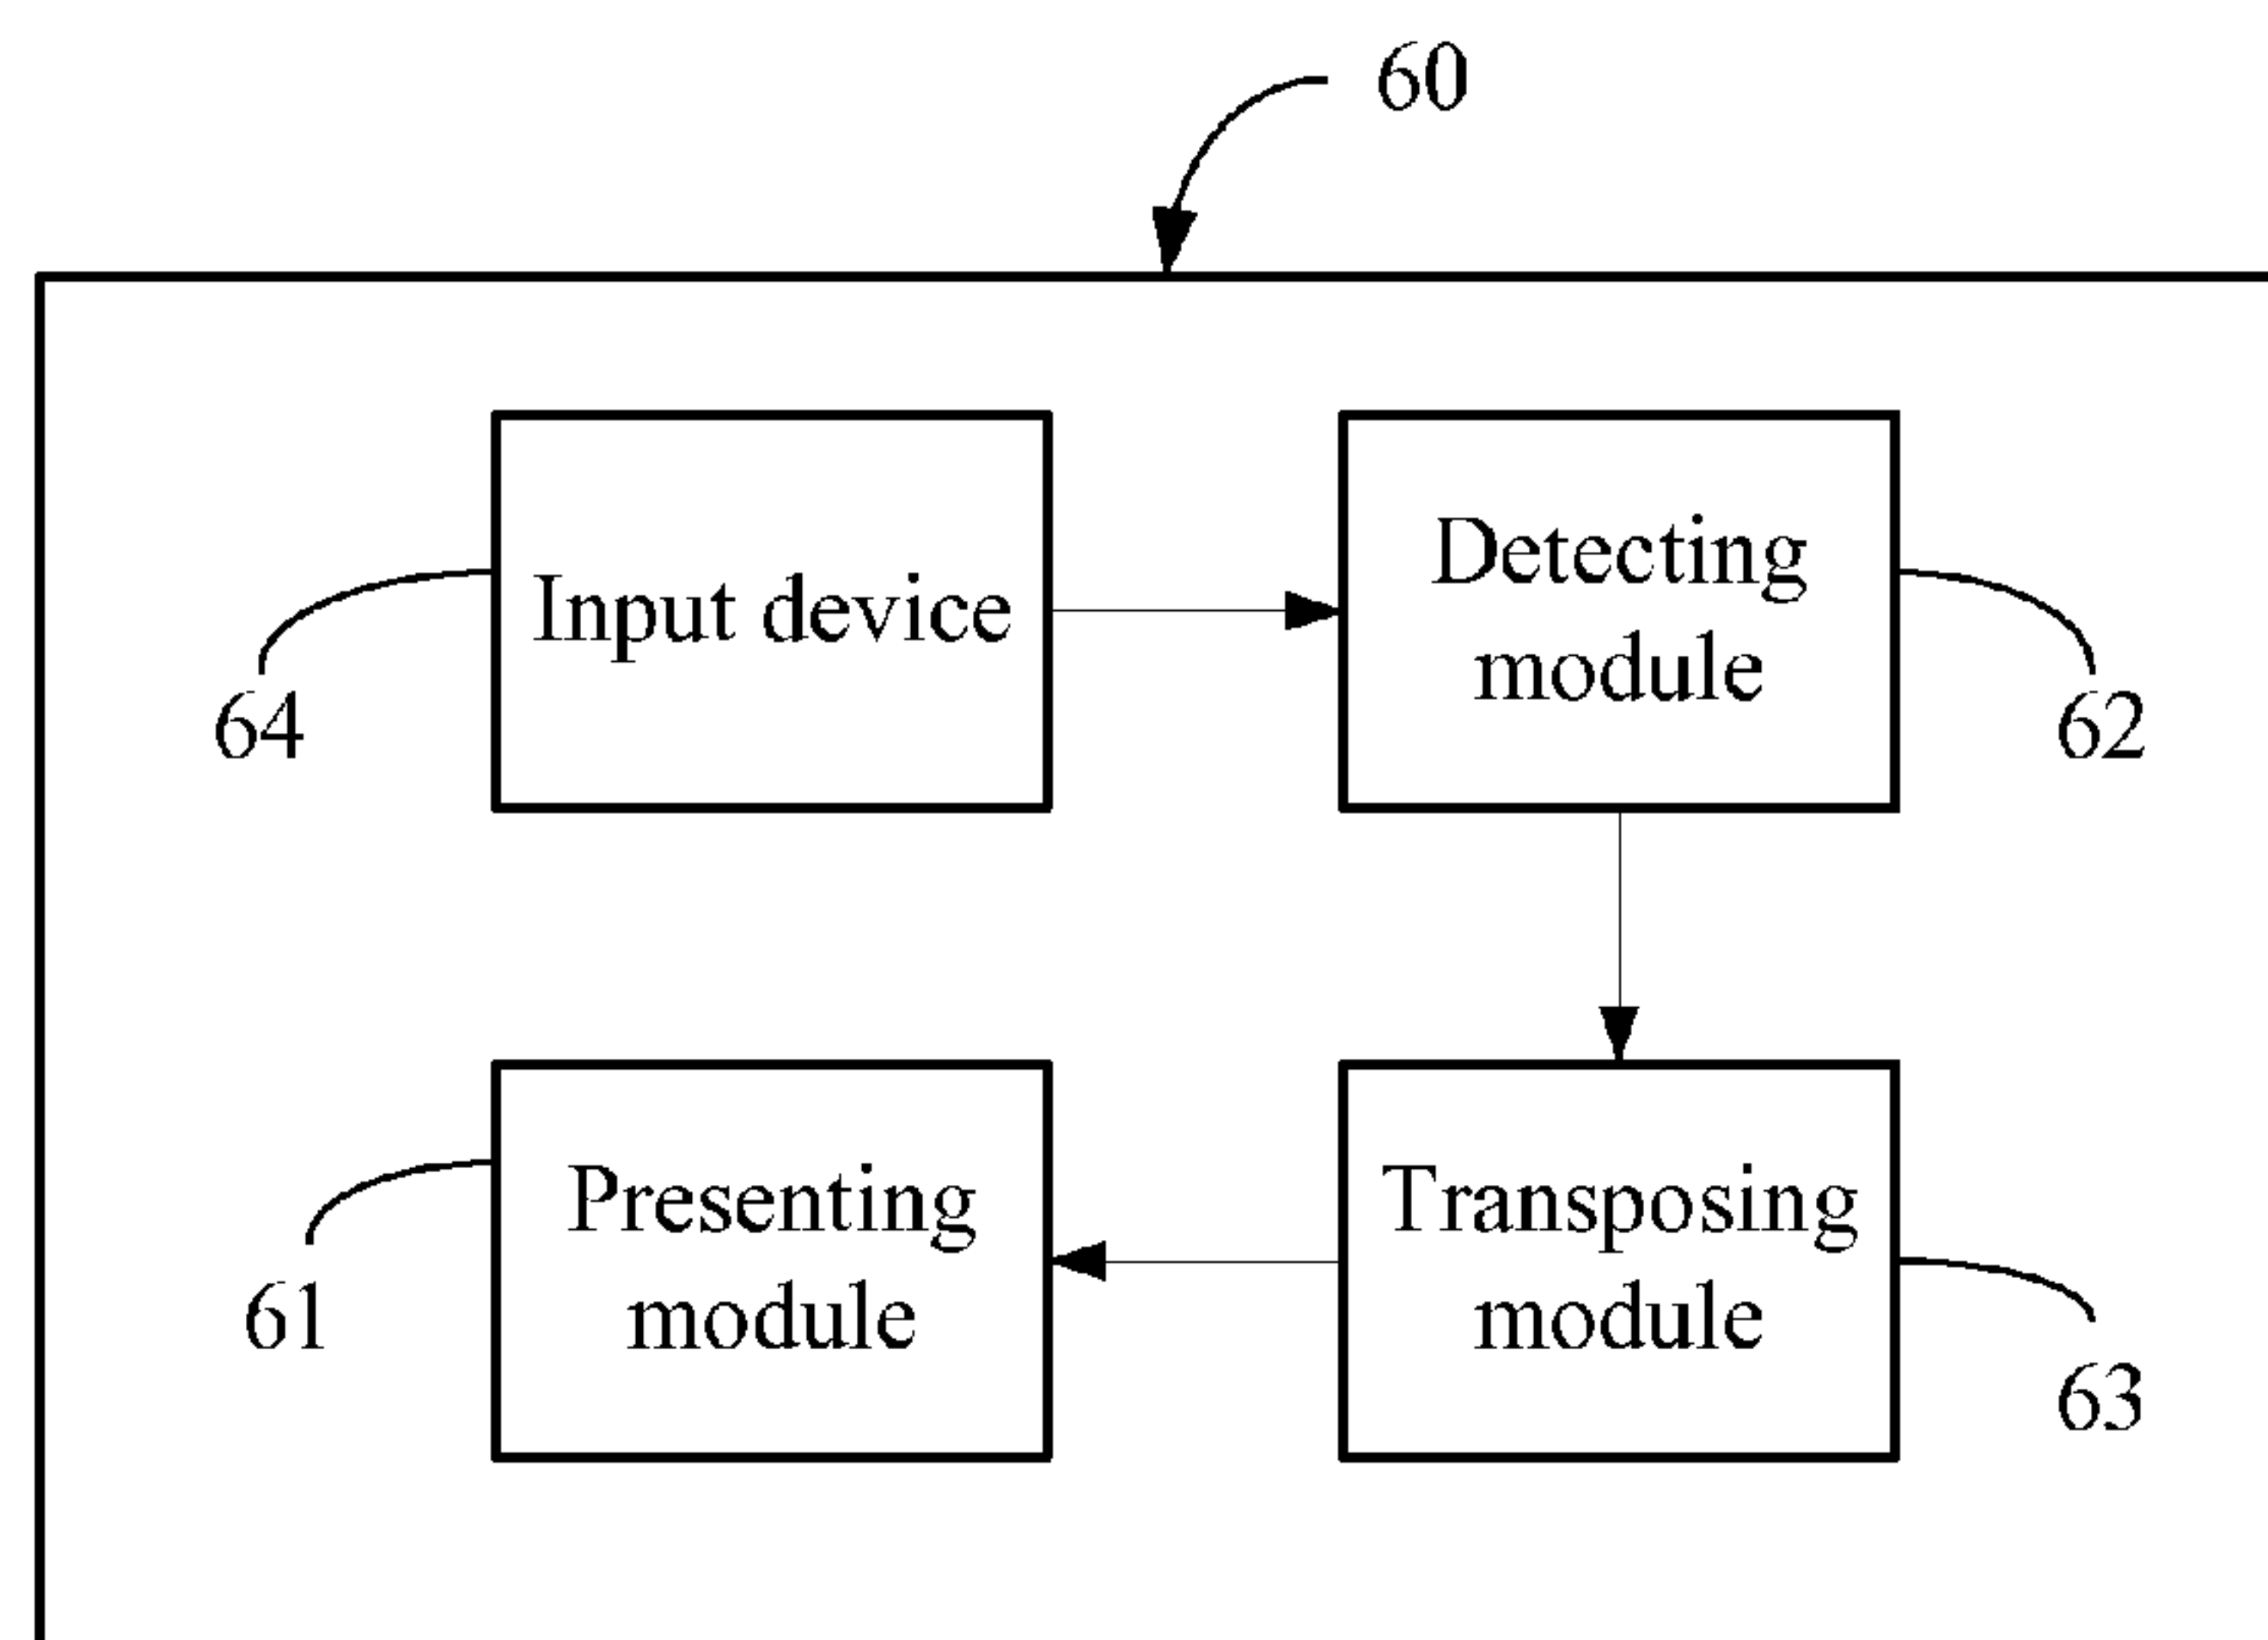 60
Input device
Detecting
module
64
62
Presenting
module
Transposing
module
61
63